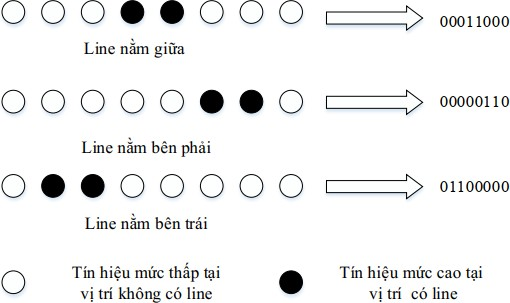 00011000
Line nằm giữa
00000110
Line nằm bên phải
01100000
Line nằm bên trái
Tín hiệu mức thấp tại
vị trí không có line
Tín hiệu mức cao tại
vị trí có line